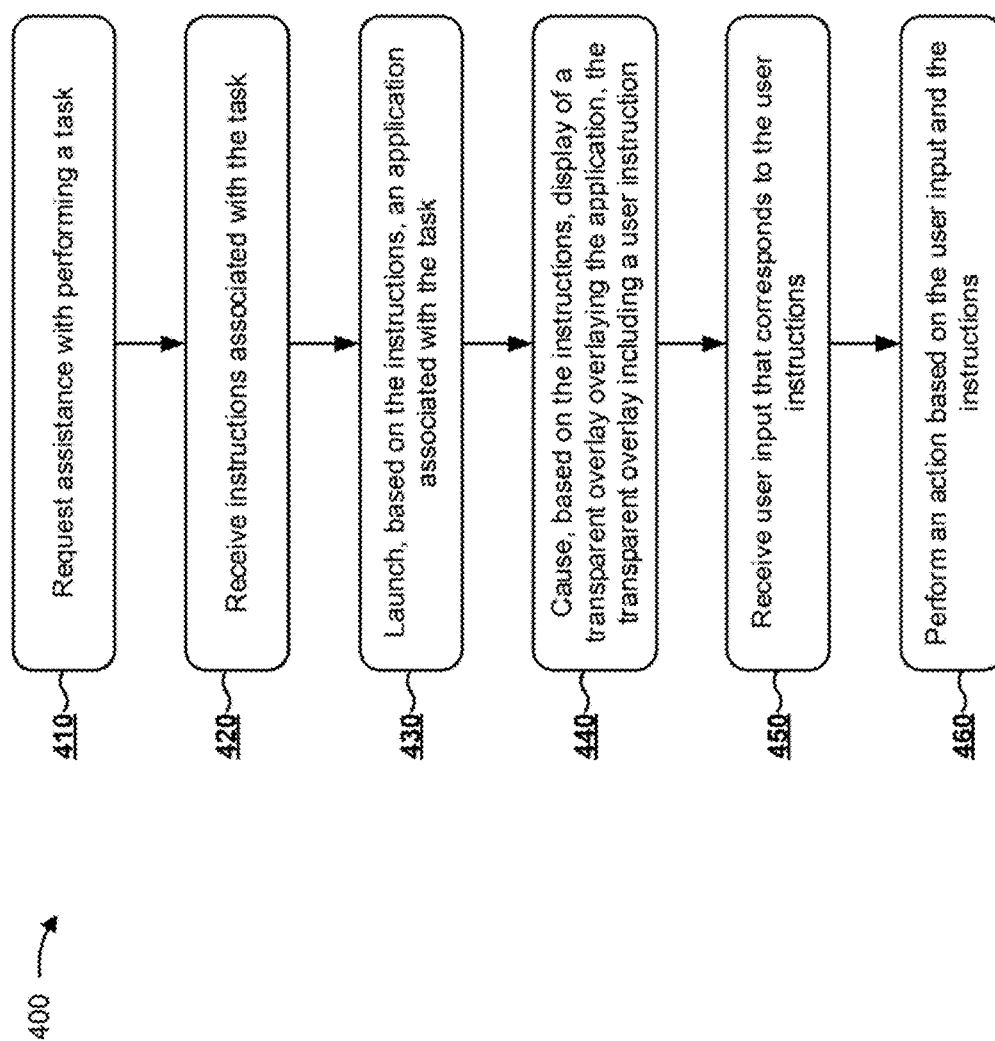 400
410
Request assistance with performing a task
420
Receive instructions associated with the task
430
Launch, based on the instructions, an application
associated with the task
440
Cause, based on the instructions, display of a
transparent overlay overlaying the application, the
transparent overlay including a user instruction
450
Receive user input that corresponds to the user
instructions
460
Perform an action based on the user input and the
instructions